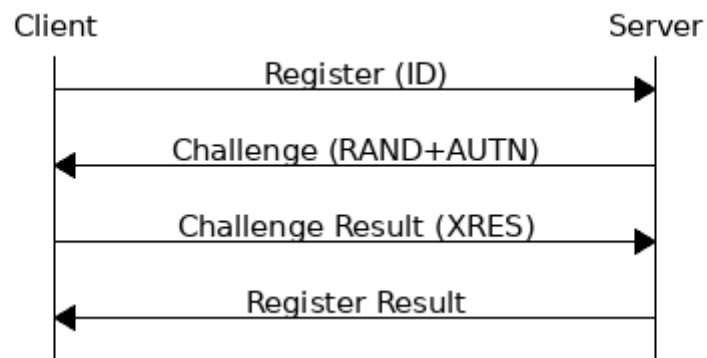 Client
Server
Register (ID)
Challenge (RAND+AUTN)
Challenge Result (XRES)
Register Result